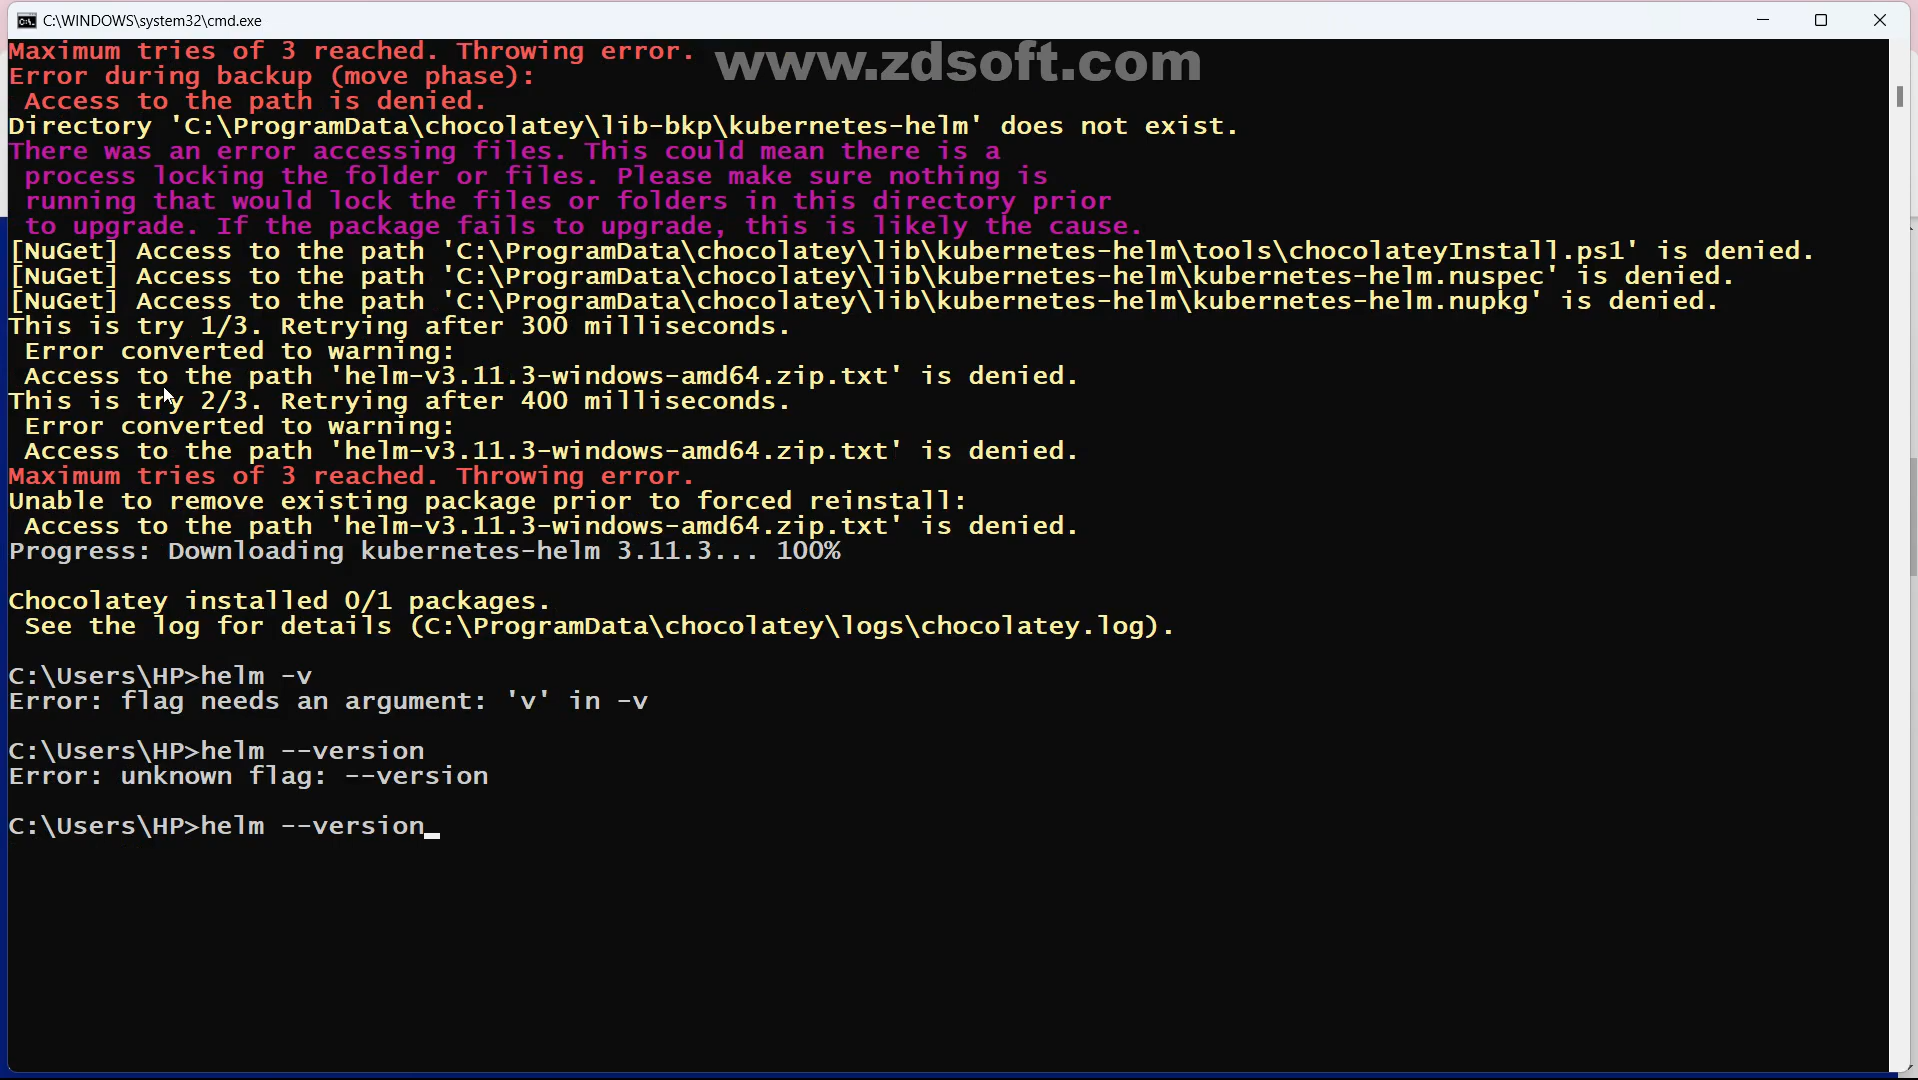 C:\WINDOWS\system32\cmd.exe
www.zdsoft.com
Maximum tries of 3 reached. Throwing error.
Error during backup (move phase):
 Access to the path is denied.
Directory 'C:\ProgramData\chocolatey\lib-bkp\kubernetes-helm' does not exist.
There was an error accessing files. This could mean there is a
 process locking the folder or files. Please make sure nothing is
 running that would lock the files or folders in this directory prior
 to upgrade. If the package fails to upgrade, this is likely the cause.
[NuGet] Access to the path 'C:\ProgramData\chocolatey\lib\kubernetes-helm\tools\chocolateyInstall.ps1' is denied.
[NuGet] Access to the path 'C:\ProgramData\chocolatey\lib\kubernetes-helm\kubernetes-helm.nuspec' is denied.
[NuGet] Access to the path 'C:\ProgramData\chocolatey\lib\kubernetes-helm\kubernetes-helm.nupkg' is denied.
This is try 1/3. Retrying after 300 milliseconds.
 Error converted to warning:
 Access to the path 'helm-v3.11.3-windows-amd64.zip.txt' is denied.
This is try 2/3. Retrying after 400 milliseconds.
 Error converted to warning:
 Access to the path 'helm-v3.11.3-windows-amd64.zip.txt' is denied.
Maximum tries of 3 reached. Throwing error.
Unable to remove existing package prior to forced reinstall:
 Access to the path 'helm-v3.11.3-windows-amd64.zip.txt' is denied.
Progress: Downloading kubernetes-helm 3.11.3... 100%
Chocolatey installed 0/1 packages.
 See the log for details (C:\ProgramData\chocolatey\logs\chocolatey.log).
C:\Users\HP>helm -v
Error: flag needs an argument: 'v' in -v
C:\Users\HP>helm --version
Error: unknown flag: --version
C:\Users\HP>helm --version